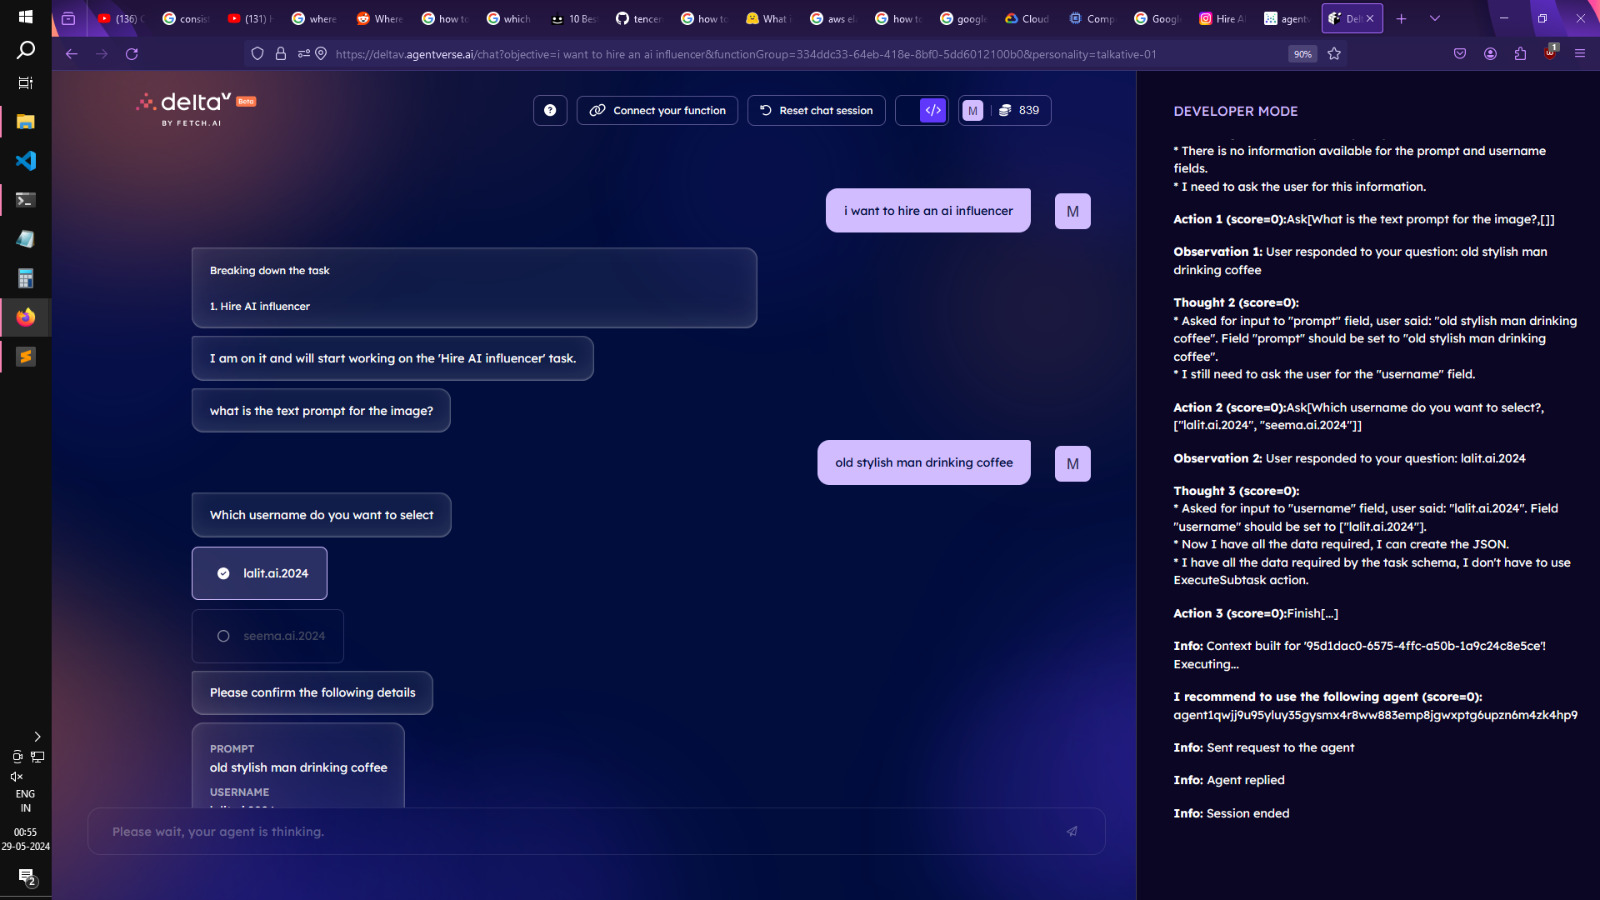 (136)
consist
(131)
where
Where
how to
which
10 Be
tencen
how to
What i
aws el
how to
google
Cloud
Comp
Googl
Hire AI
agentv
Del
https://deltav.agentverse.ai/chat?objective=i want to hire an ai influencer&functionGroup=334ddc33-64eb-418e-8bf0-5dd6012100b0&personality=talkative-01
90%
1
deltaV Beta
BY FETCH.AI
?
Connect your function
Reset chat session
</>
M
839
i want to hire an ai influencer
M
Breaking down the task
1. Hire AI influencer
I am on it and will start working on the 'Hire AI influencer' task.
what is the text prompt for the image?
old stylish man drinking coffee
M
Which username do you want to select
lalit.ai.2024
seema.ai.2024
Please confirm the following details
PROMPT
old stylish man drinking coffee
USERNAME
Please wait, your agent is thinking.
DEVELOPER MODE
* There is no information available for the prompt and username
fields.
* I need to ask the user for this information.
Action 1 (score=0):Ask[What is the text prompt for the image?,[]]
Observation 1: User responded to your question: old stylish man
drinking coffee
Thought 2 (score=0):
* Asked for input to "prompt" field, user said: "old stylish man drinking
coffee". Field "prompt" should be set to "old stylish man drinking
coffee".
* I still need to ask the user for the "username" field.
Action 2 (score=0):Ask[Which username do you want to select?,
["lalit.ai.2024", "seema.ai.2024"]]
Observation 2: User responded to your question: lalit.ai.2024
Thought 3 (score=0):
* Asked for input to "username" field, user said: "lalit.ai.2024". Field
"username" should be set to ["lalit.ai.2024"].
* Now I have all the data required, I can create the JSON.
* I have all the data required by the task schema, I don't have to use
ExecuteSubtask action.
Action 3 (score=0):Finish[...]
Info: Context built for '95d1dac0-6575-4ffc-a50b-1a9c24c8e5ce'!
Executing...
I recommend to use the following agent (score=0):
agent1qwjj9u95yluy35gysmx4r8ww883emp8jgwxptg6upzn6m4zk4hp9
Info: Sent request to the agent
Info: Agent replied
Info: Session ended
ENG
IN
00:55
29-05-2024
2